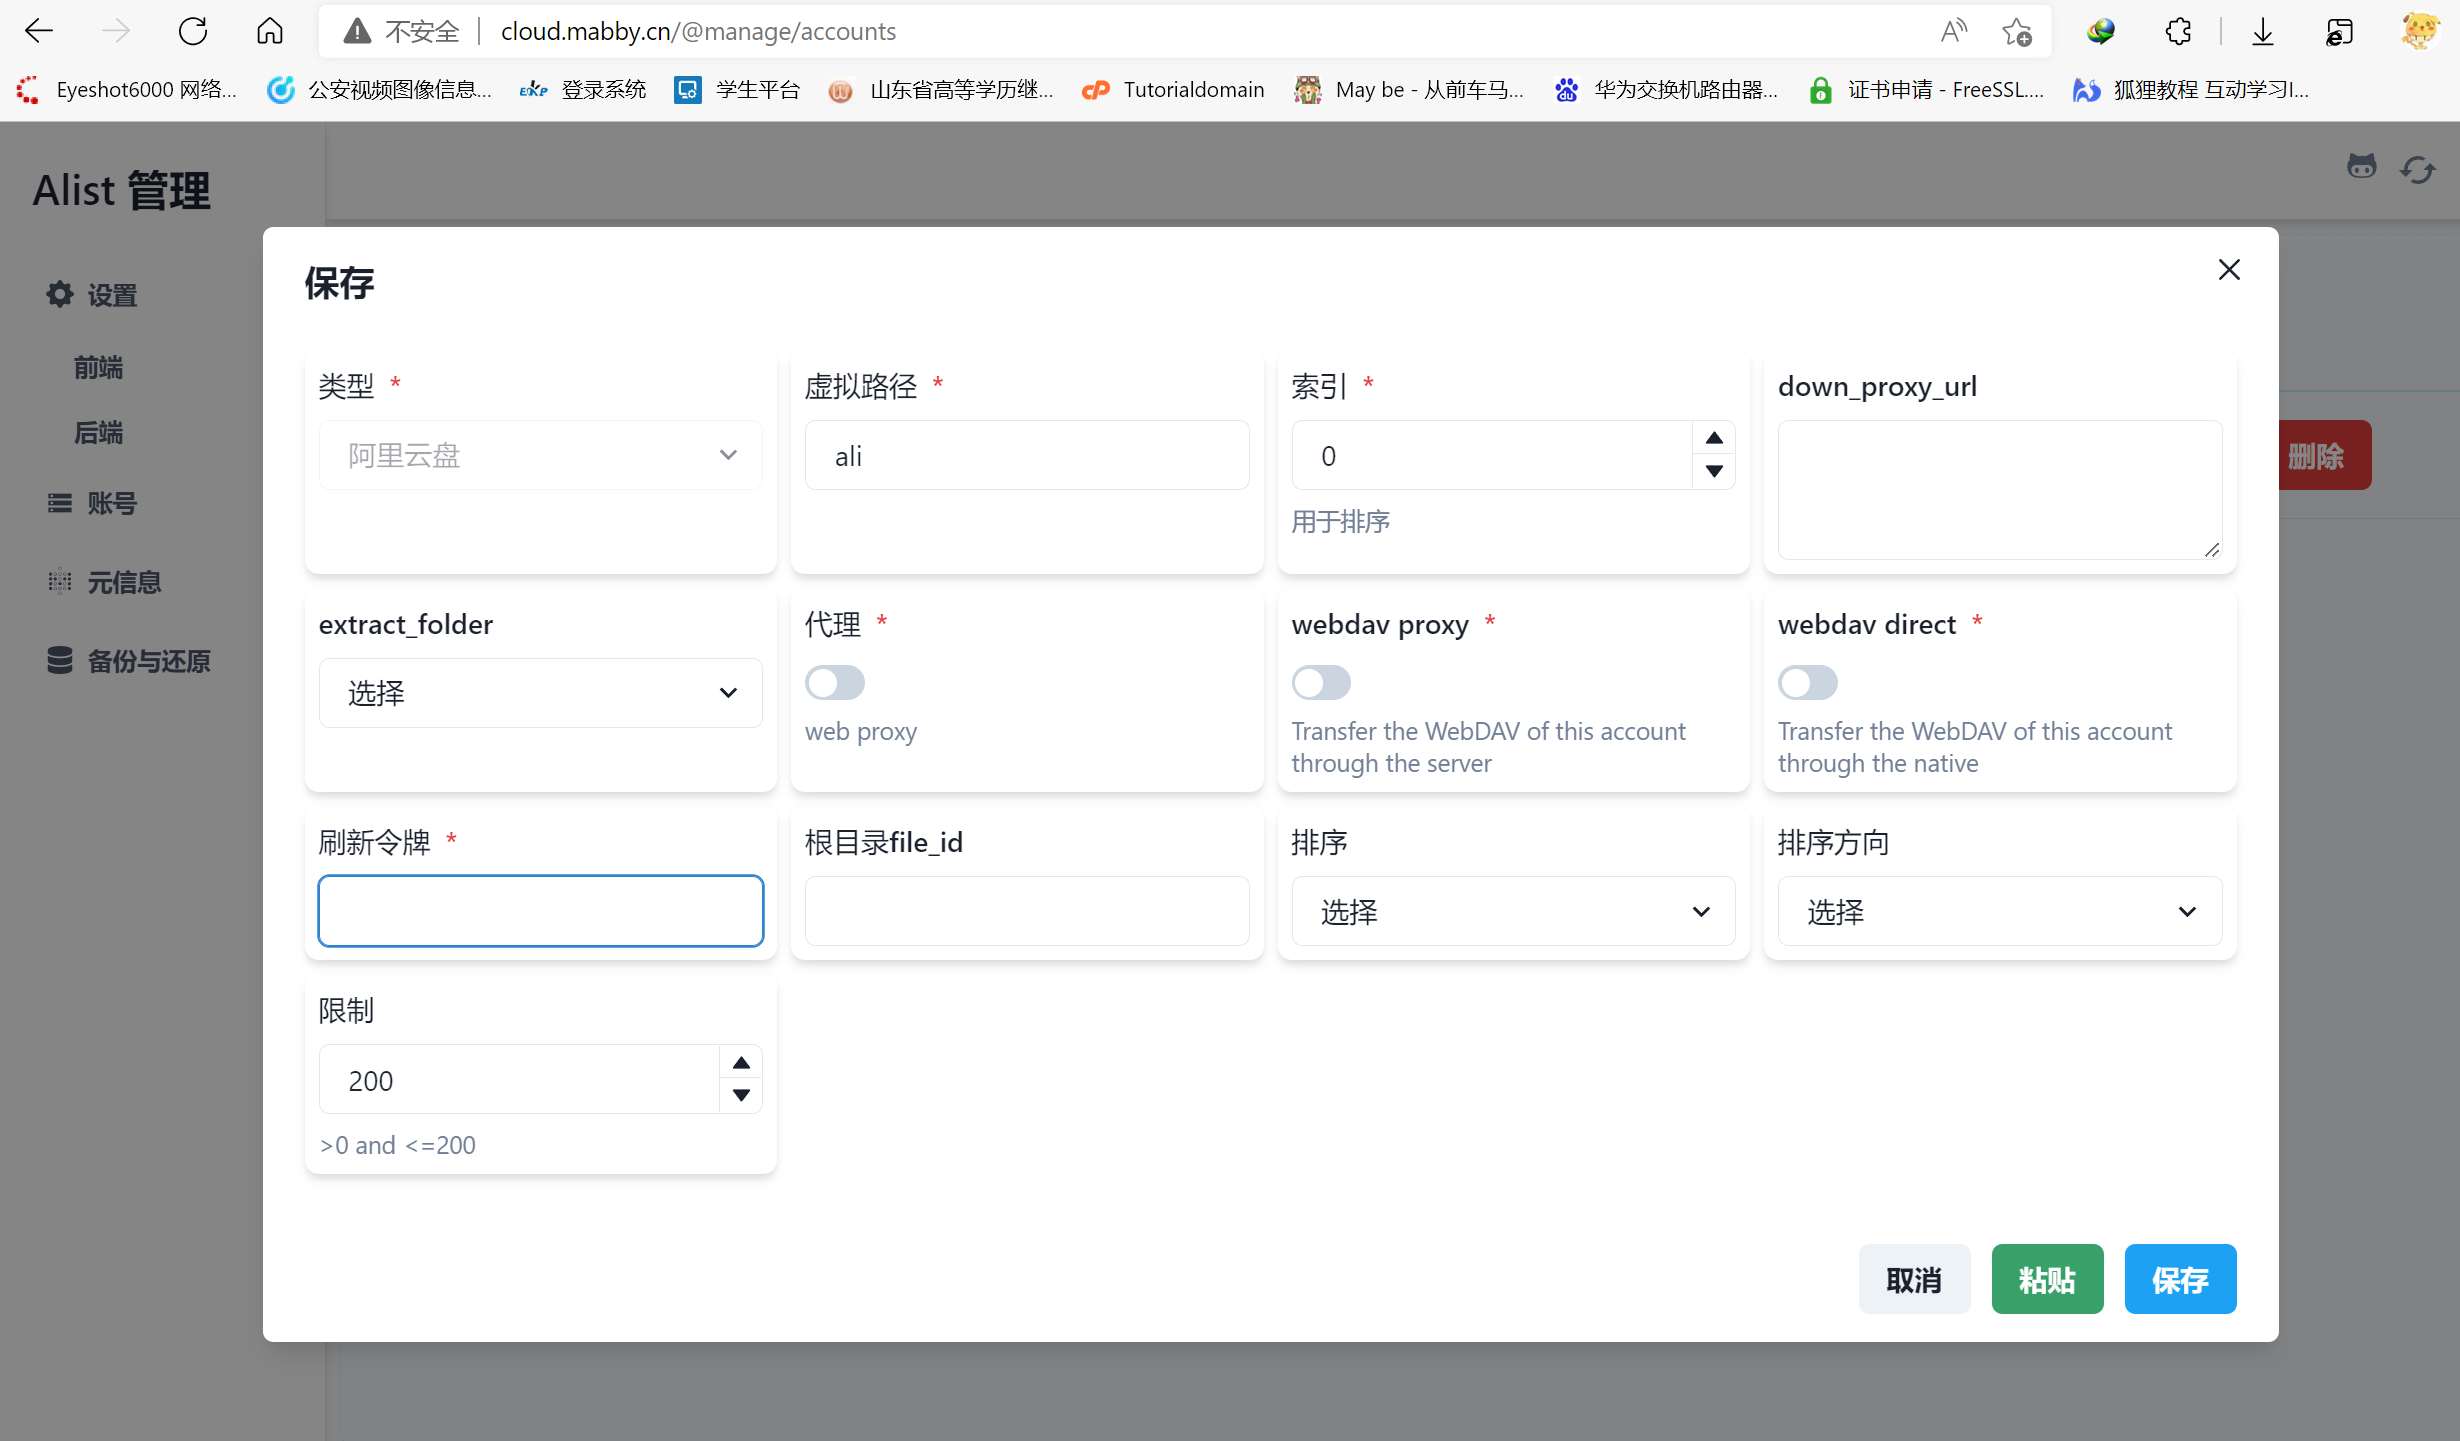 不安全 cloud.mabby.cn/@manage/accounts
Eyeshot6000 网络... 公安视频图像信息... 登录系统 学生平台 山东省高等学历继... Tutorialdomain May be - 从前车马... 华为交换机路由器... 证书申请 - FreeSSL.... 狐狸教程 互动学习I...
Alist 管理
设置
前端
后端
账号
元信息
备份与还原
删除
保存
类型 *
阿里云盘
虚拟路径 *
ali
索引 *
0
用于排序
down_proxy_url
extract_folder
选择
代理 *
web proxy
webdav proxy *
Transfer the WebDAV of this account
through the server
webdav direct *
Transfer the WebDAV of this account
through the native
刷新令牌 *
根目录file_id
排序
选择
排序方向
选择
限制
200
>0 and <=200
取消 粘贴 保存